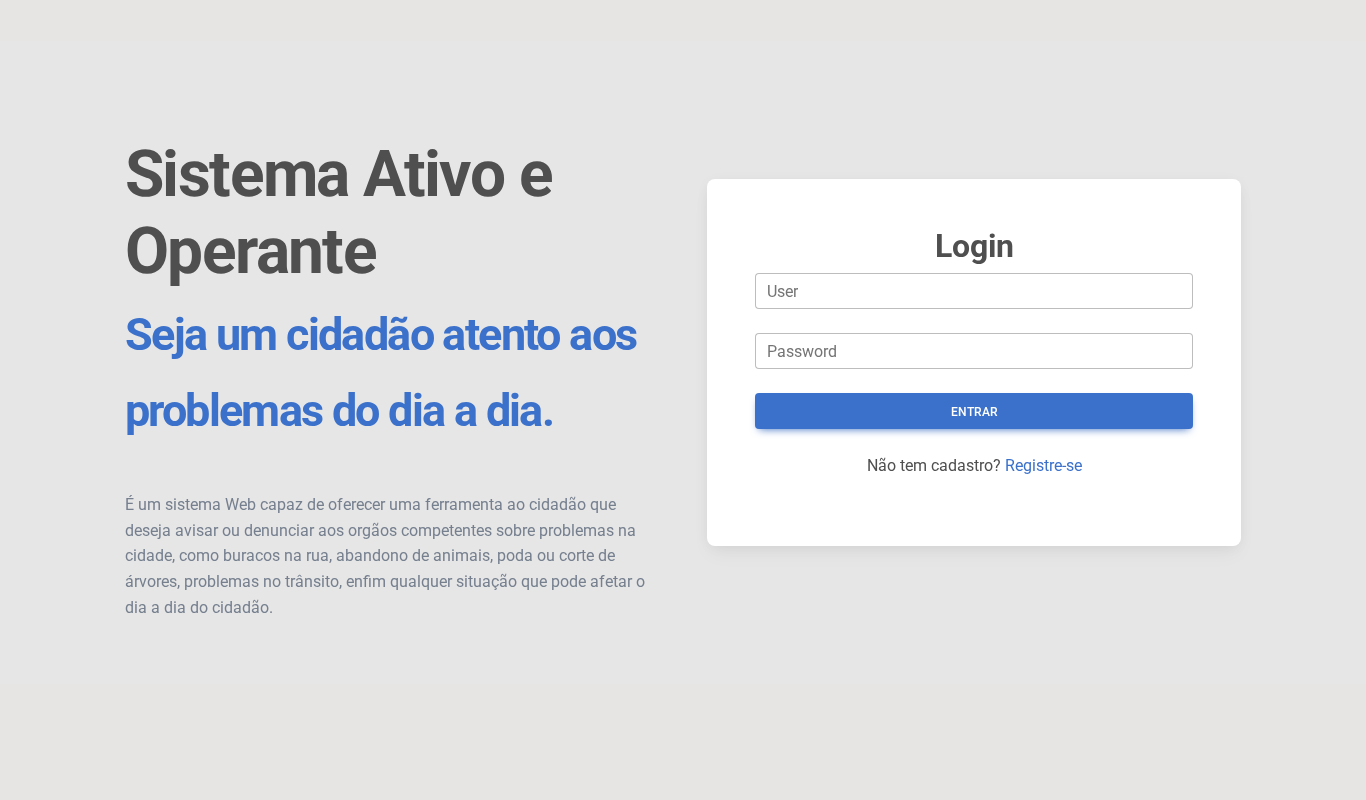 Sistema Ativo e
Operante
Seja um cidadão atento aos
problemas do dia a dia.
É um sistema Web capaz de oferecer uma ferramenta ao cidadão que
deseja avisar ou denunciar aos orgãos competentes sobre problemas na
cidade, como buracos na rua, abandono de animais, poda ou corte de
árvores, problemas no trânsito, enfim qualquer situação que pode afetar o
dia a dia do cidadão.
Login
User
Password
ENTRAR
Não tem cadastro? Registre-se